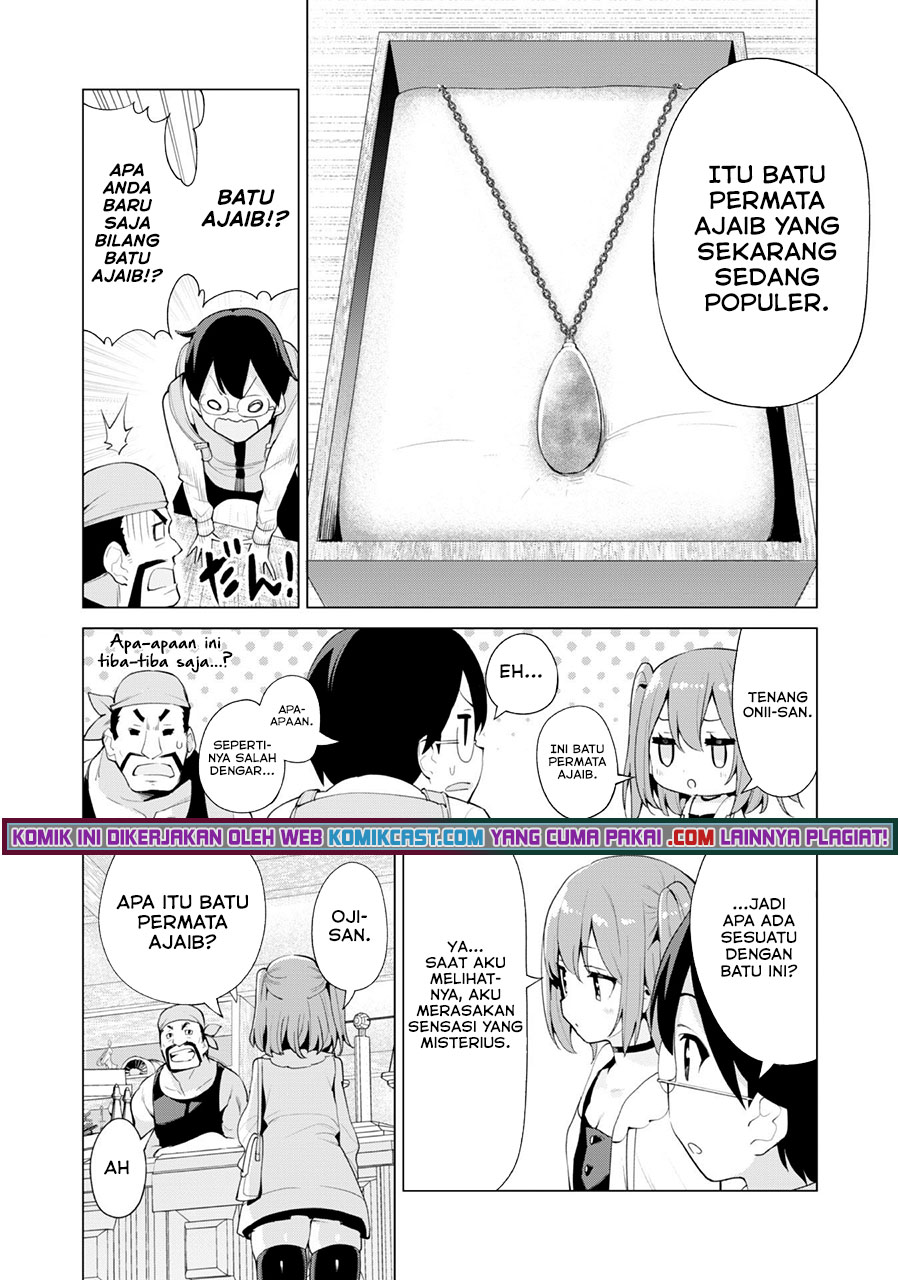 ITU BATU
PERMATA
AJAIB YANG
SEKARANG
SEDANG
POPULER.
BATU
AJAIB!?
APA
ANDA
BARU
SAJA
BILANG
BATU
AJAIB!?
だん!
TENANG
ONII-SAN.
INI BATU
PERMATA
AJAIB.
EH...
APA-
APAAN.
SEPERTI-
NYA SALAH
DENGAR...
Apa-apaan ini
tiba-tiba saja...?
KOMIK INI DIKERJAKAN OLEH WEB KOMIKCAST.COM YANG CUMA PAKAI .COM LAINNYA PLAGIAT!
...JADI
APA ADA
SESUATU
DENGAN
BATU INI?
YA...
SAAT AKU
MELIHAT-
NYA, AKU
MERASAKAN
SENSASI YANG
MISTERIUS.
OJI-
SAN.
APA ITU BATU
PERMATA
AJAIB?
AH